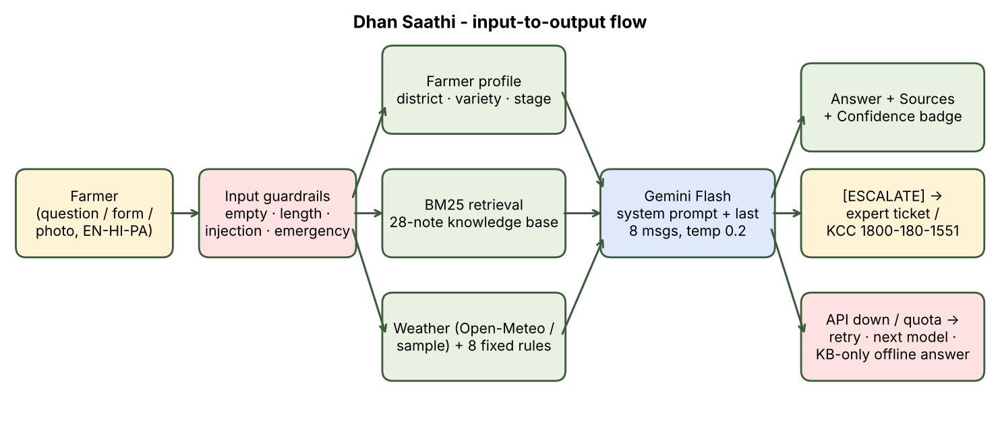 Dhan Saathi - input-to-output flow
Farmer
(question / form /
photo, EN-HI-PA)
Input guardrails
empty · length ·
injection · emergency
Farmer profile
district · variety · stage
BM25 retrieval
28-note knowledge base
Weather (Open-Meteo /
sample) + 8 fixed rules
Gemini Flash
system prompt + last
8 msgs, temp 0.2
Answer + Sources
+ Confidence badge
[ESCALATE] →
expert ticket /
KCC 1800-180-1551
API down / quota →
retry · next model ·
KB-only offline answer